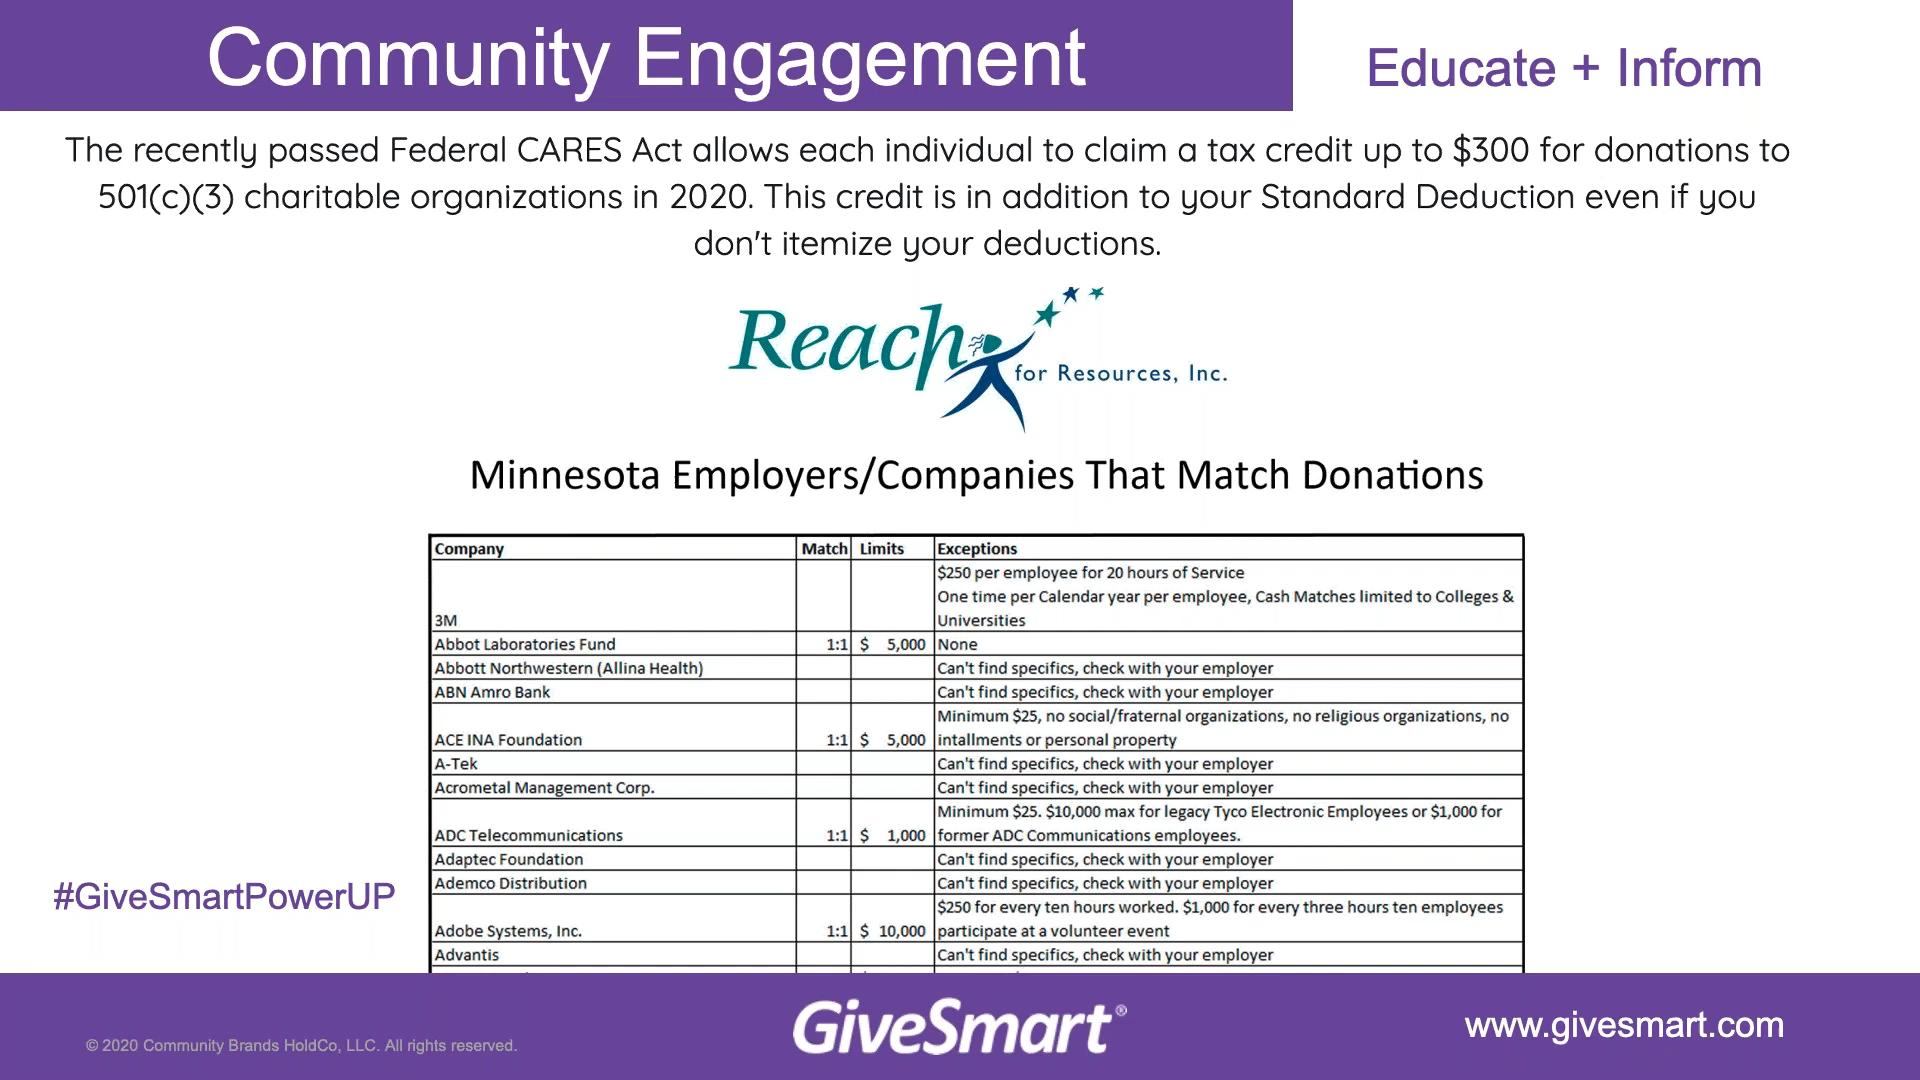 Community Engagement
Educate + Inform
The recently passed Federal CARES Act allows each individual to claim a tax credit up to $300 for donations to
501(c)(3) charitable organizations in 2020. This credit is in addition to your Standard Deduction even if you
don't itemize your deductions.
Reach
for Resources, Inc.
Minnesota Employers/Companies That Match Donations
Company Match Limits Exceptions
$250 per employee for 20 hours of Service
One time per Calendar year per employee, Cash Matches limited to Colleges &
3M Universities
Abbot Laboratories Fund 1:1 $ 5,000 None
Abbott Northwestern (Allina Health) Can't find specifics, check with your employer
ABN Amro Bank Can't find specifics, check with your employer
Minimum $25, no social/fraternal organizations, no religious organizations, no
ACE INA Foundation 1:1 $ 5,000 intallments or personal property
A-Tek Can't find specifics, check with your employer
Acrometal Management Corp. Can't find specifics, check with your employer
Minimum $25. $10,000 max for legacy Tyco Electronic Employees or $1,000 for
ADC Telecommunications 1:1 $ 1,000 former ADC Communications employees.
Adaptec Foundation Can't find specifics, check with your employer
Ademco Distribution Can't find specifics, check with your employer
$250 for every ten hours worked. $1,000 for every three hours ten employees
Adobe Systems, Inc. 1:1 $ 10,000 participate at a volunteer event
Advantis Can't find specifics, check with your employer
#GiveSmartPowerUP
© 2020 Community Brands HoldCo, LLC. All rights reserved.
GiveSmart®
www.givesmart.com